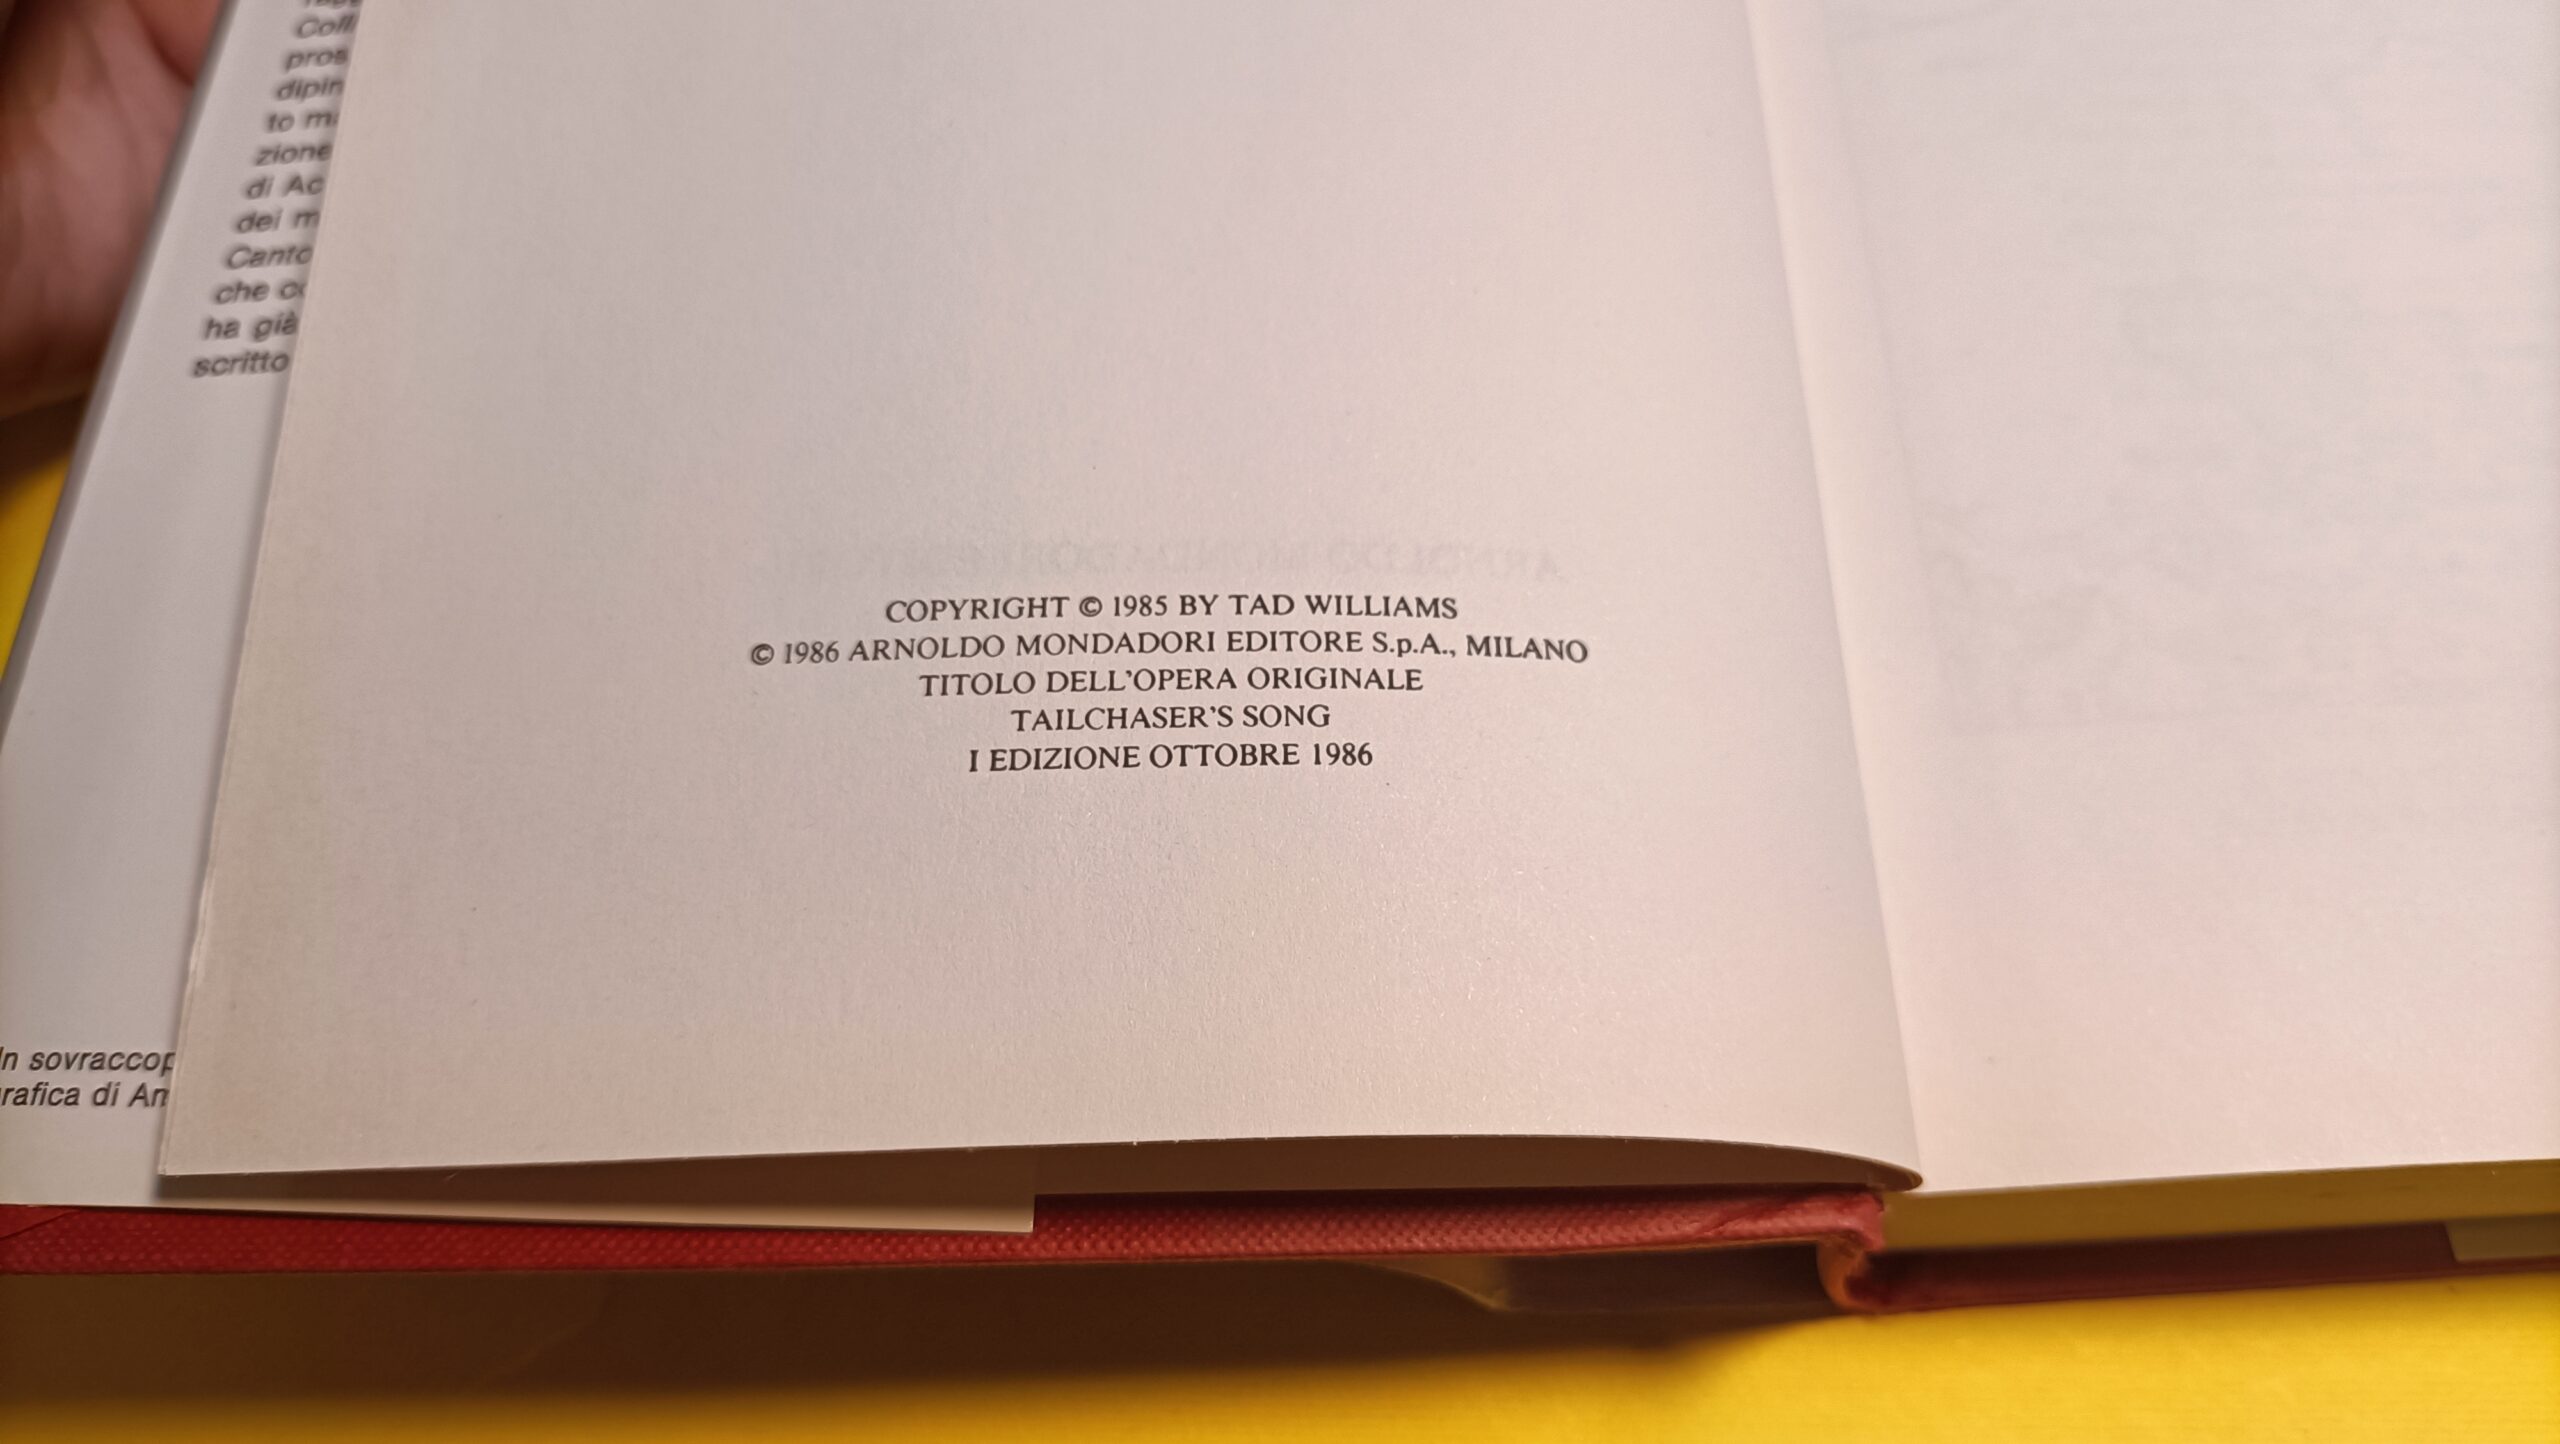 Coll
pros
dipin
to
zione
di Ac
dei m
Canto
che
ha già
scritto
COPYRIGHT © 1985 BY TAD WILLIAMS
© 1986 ARNOLDO MONDADORI EDITORE S.p.A., MILANO
TITOLO DELL'OPERA ORIGINALE
TAILCHASER'S SONG
I EDIZIONE OTTOBRE 1986
In sovraccop
rafica di An